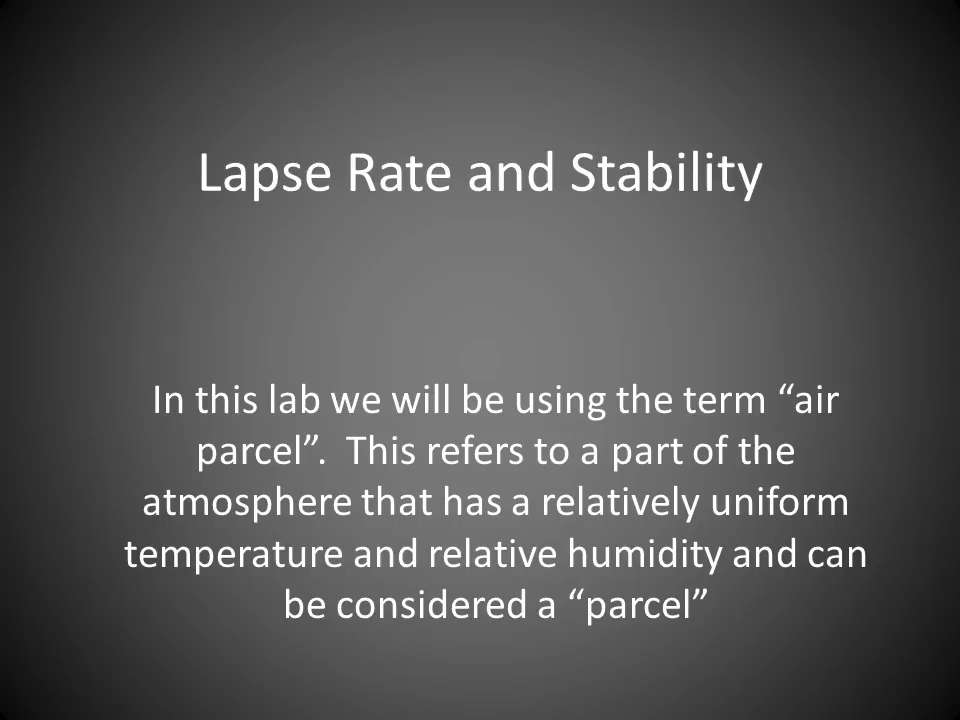 Lapse Rate and Stability
In this lab we will be using the term “air
parcel”.  This refers to a part of the
atmosphere that has a relatively uniform
temperature and relative humidity and can
be considered a “parcel”